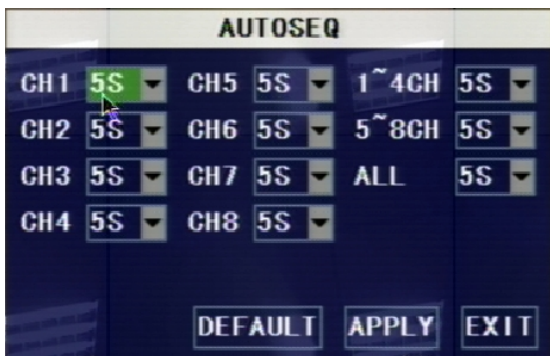 AUTOSEQ
CH1 5S CH5 5S 1~4CH 5S
CH2 5S CH6 5S 5~8CH 5S
CH3 5S CH7 5S ALL 5S
CH4 5S CH8 5S
DEFAULT APPLY EXIT